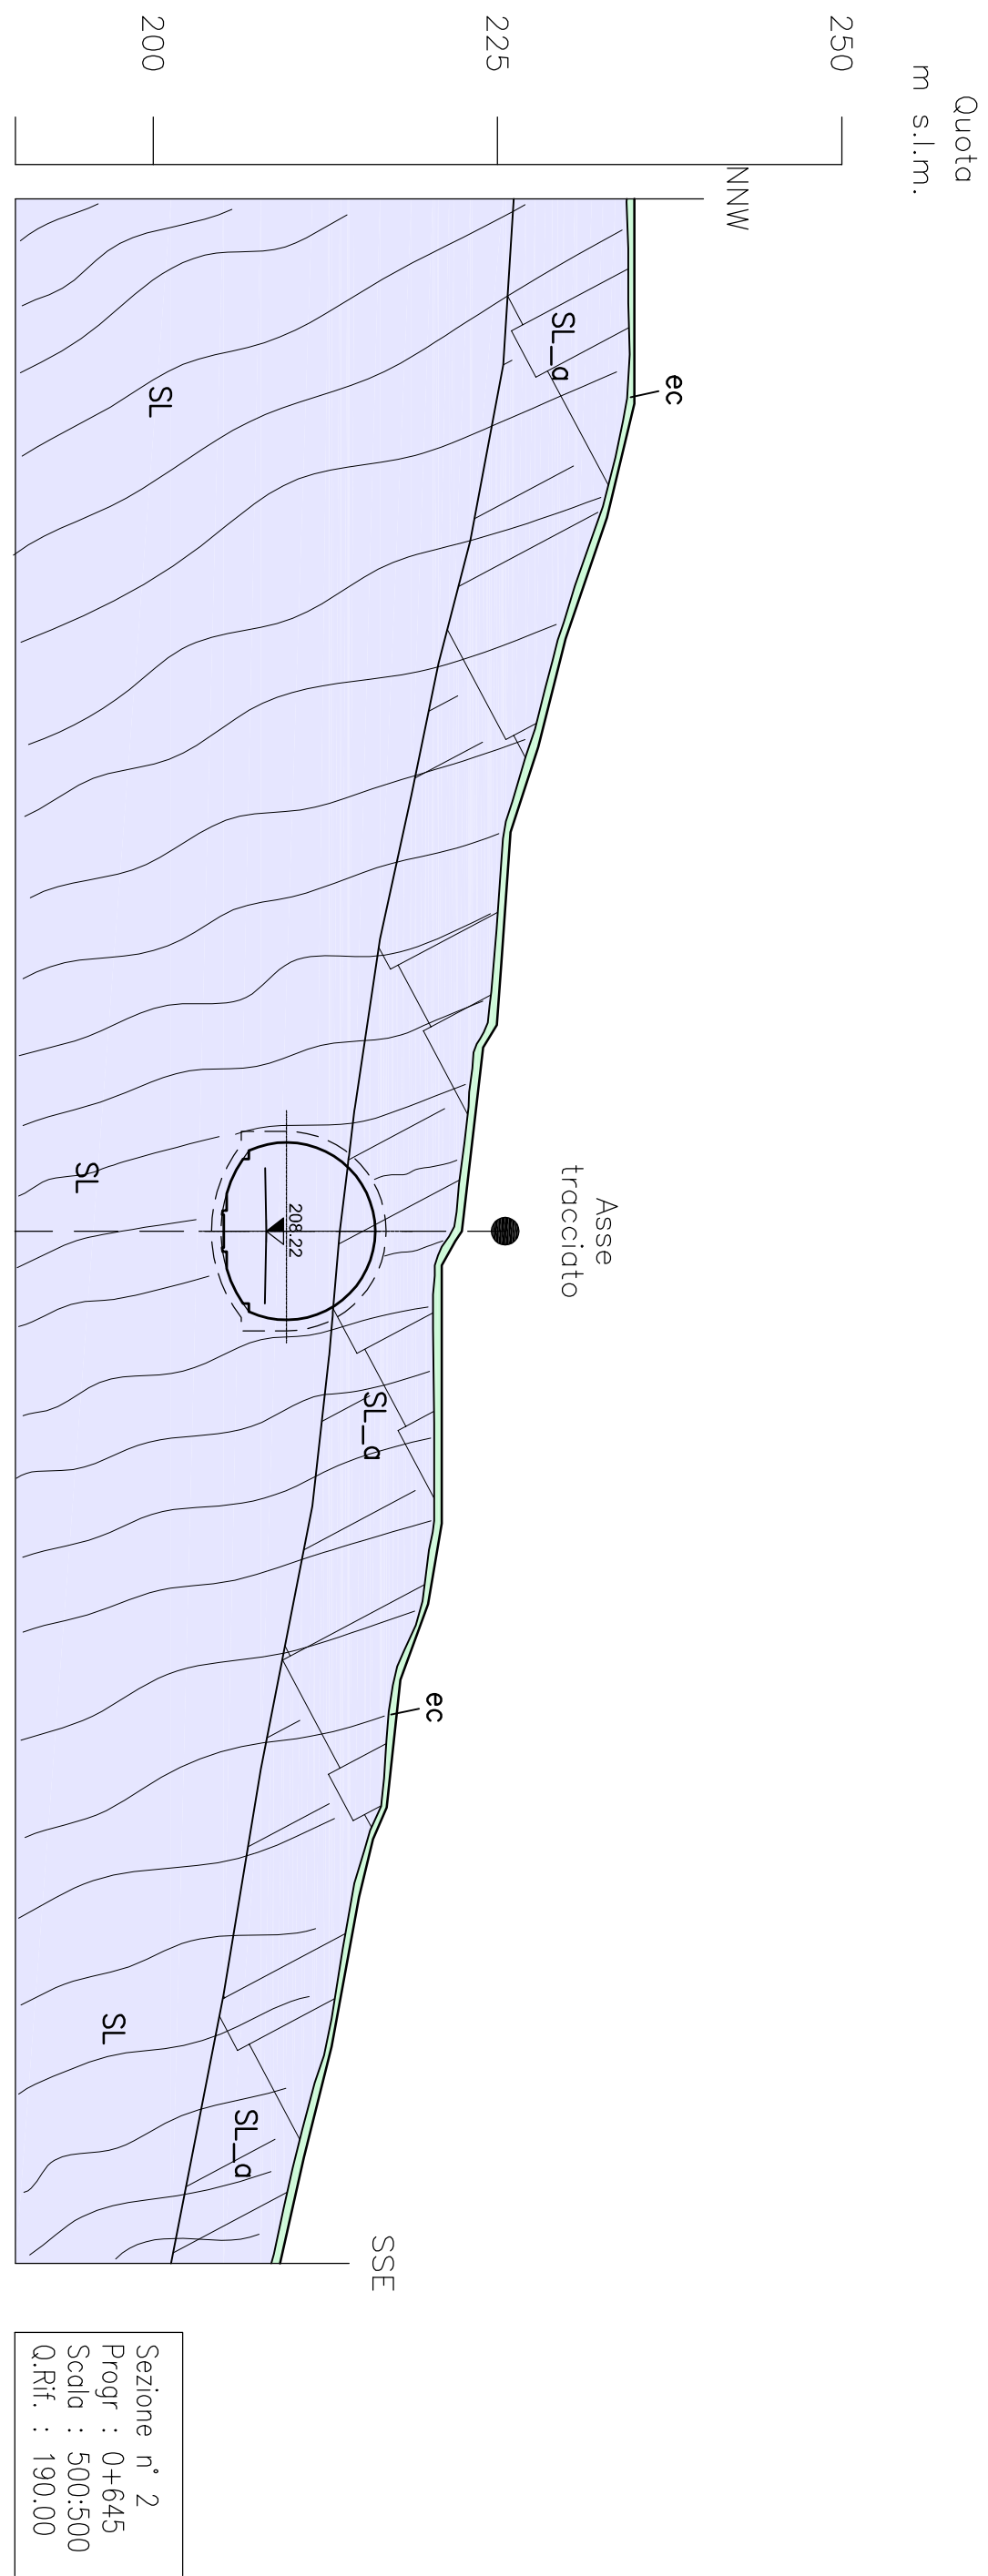 Quota
m s.l.m.
250
225
200
NNW
SL_a
ec
SL
Asse
tracciato
208.22
SL
SL_a
ec
SL
SL_a
SSE
Sezione n° 2
Progr : 0+645
Scala : 500:500
Q.Rif. : 190.00